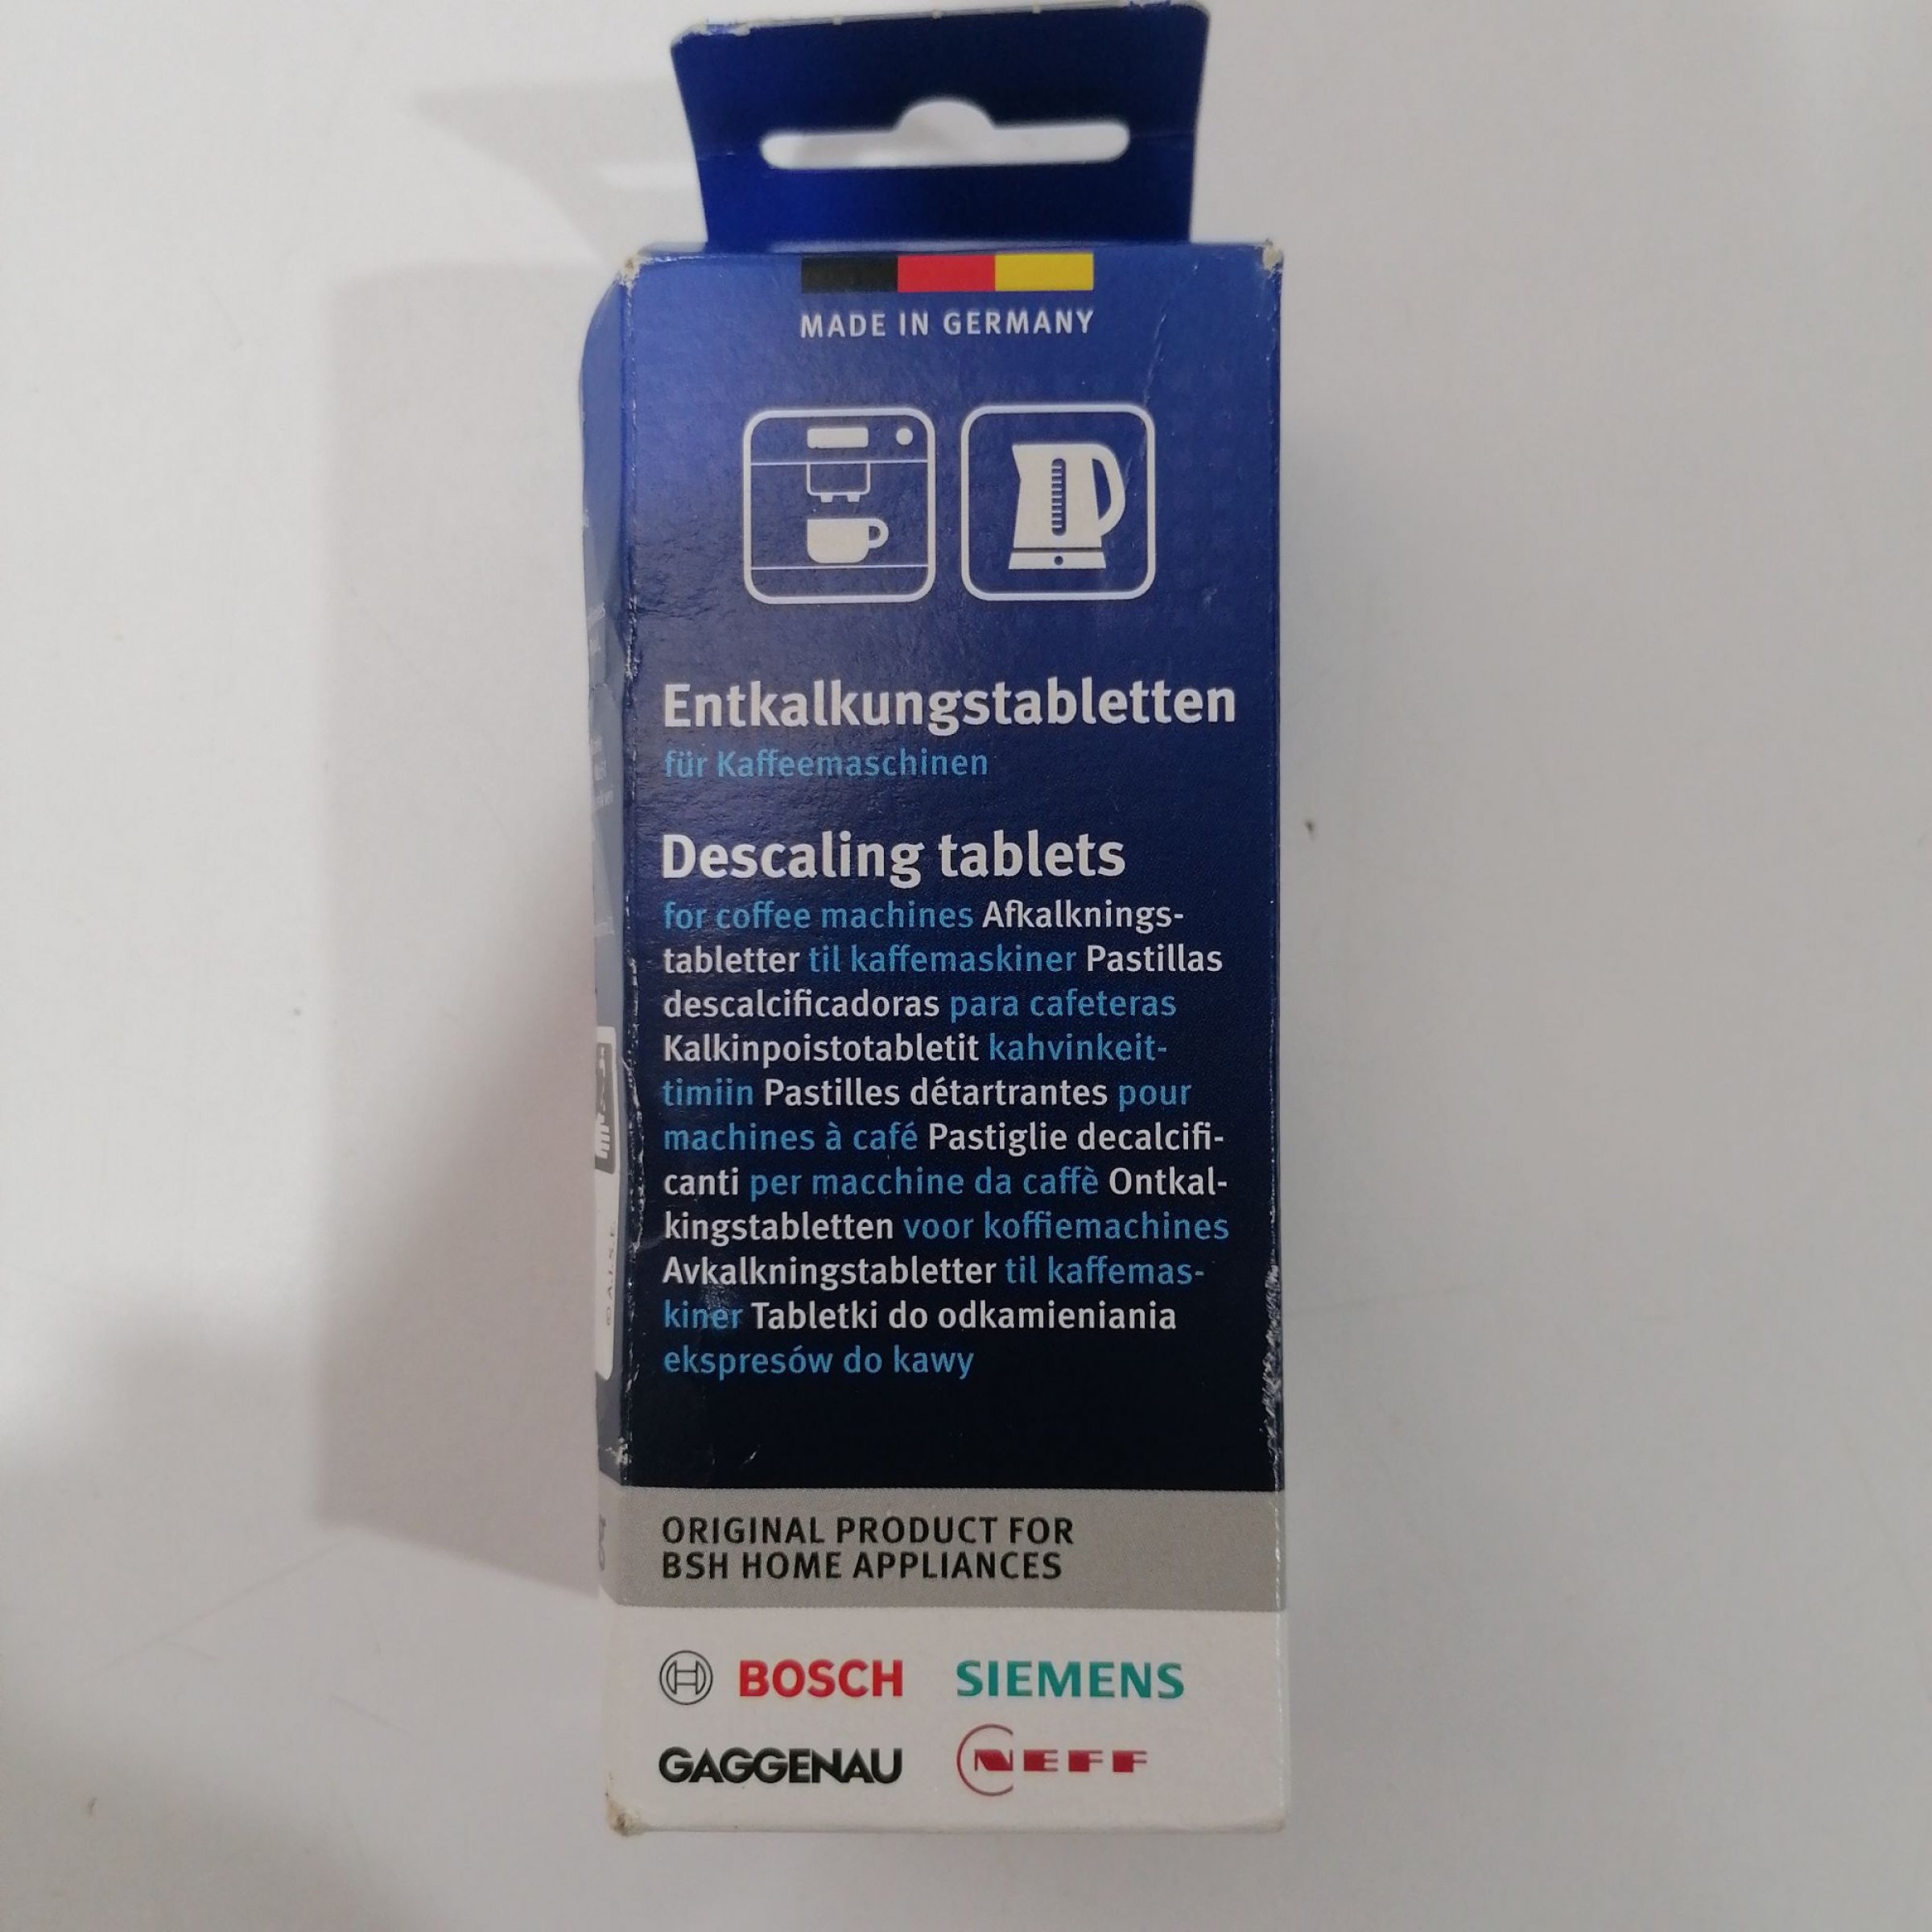 MADE IN GERMANY
Entkalkungstabletten
für Kaffeemaschinen
Descaling tablets
for coffee machines Afkalknings-
tabletter til kaffemaskiner Pastillas
descalcificadoras para cafeteras
Kalkinpoistotabletit kahvinkeit-
timiin Pastilles détartrantes pour
machines à café Pastiglie decalcifi-
canti per macchine da caffè Ontkal-
kingstabletten voor koffiemachines
Avkalkningstabletter til kaffemas-
kiner Tabletki do odkamieniania
ekspresów do kawy
ORIGINAL PRODUCT FOR
BSH HOME APPLIANCES
BOSCH SIEMENS
GAGGENAU NEFF
© A.I.S.E.